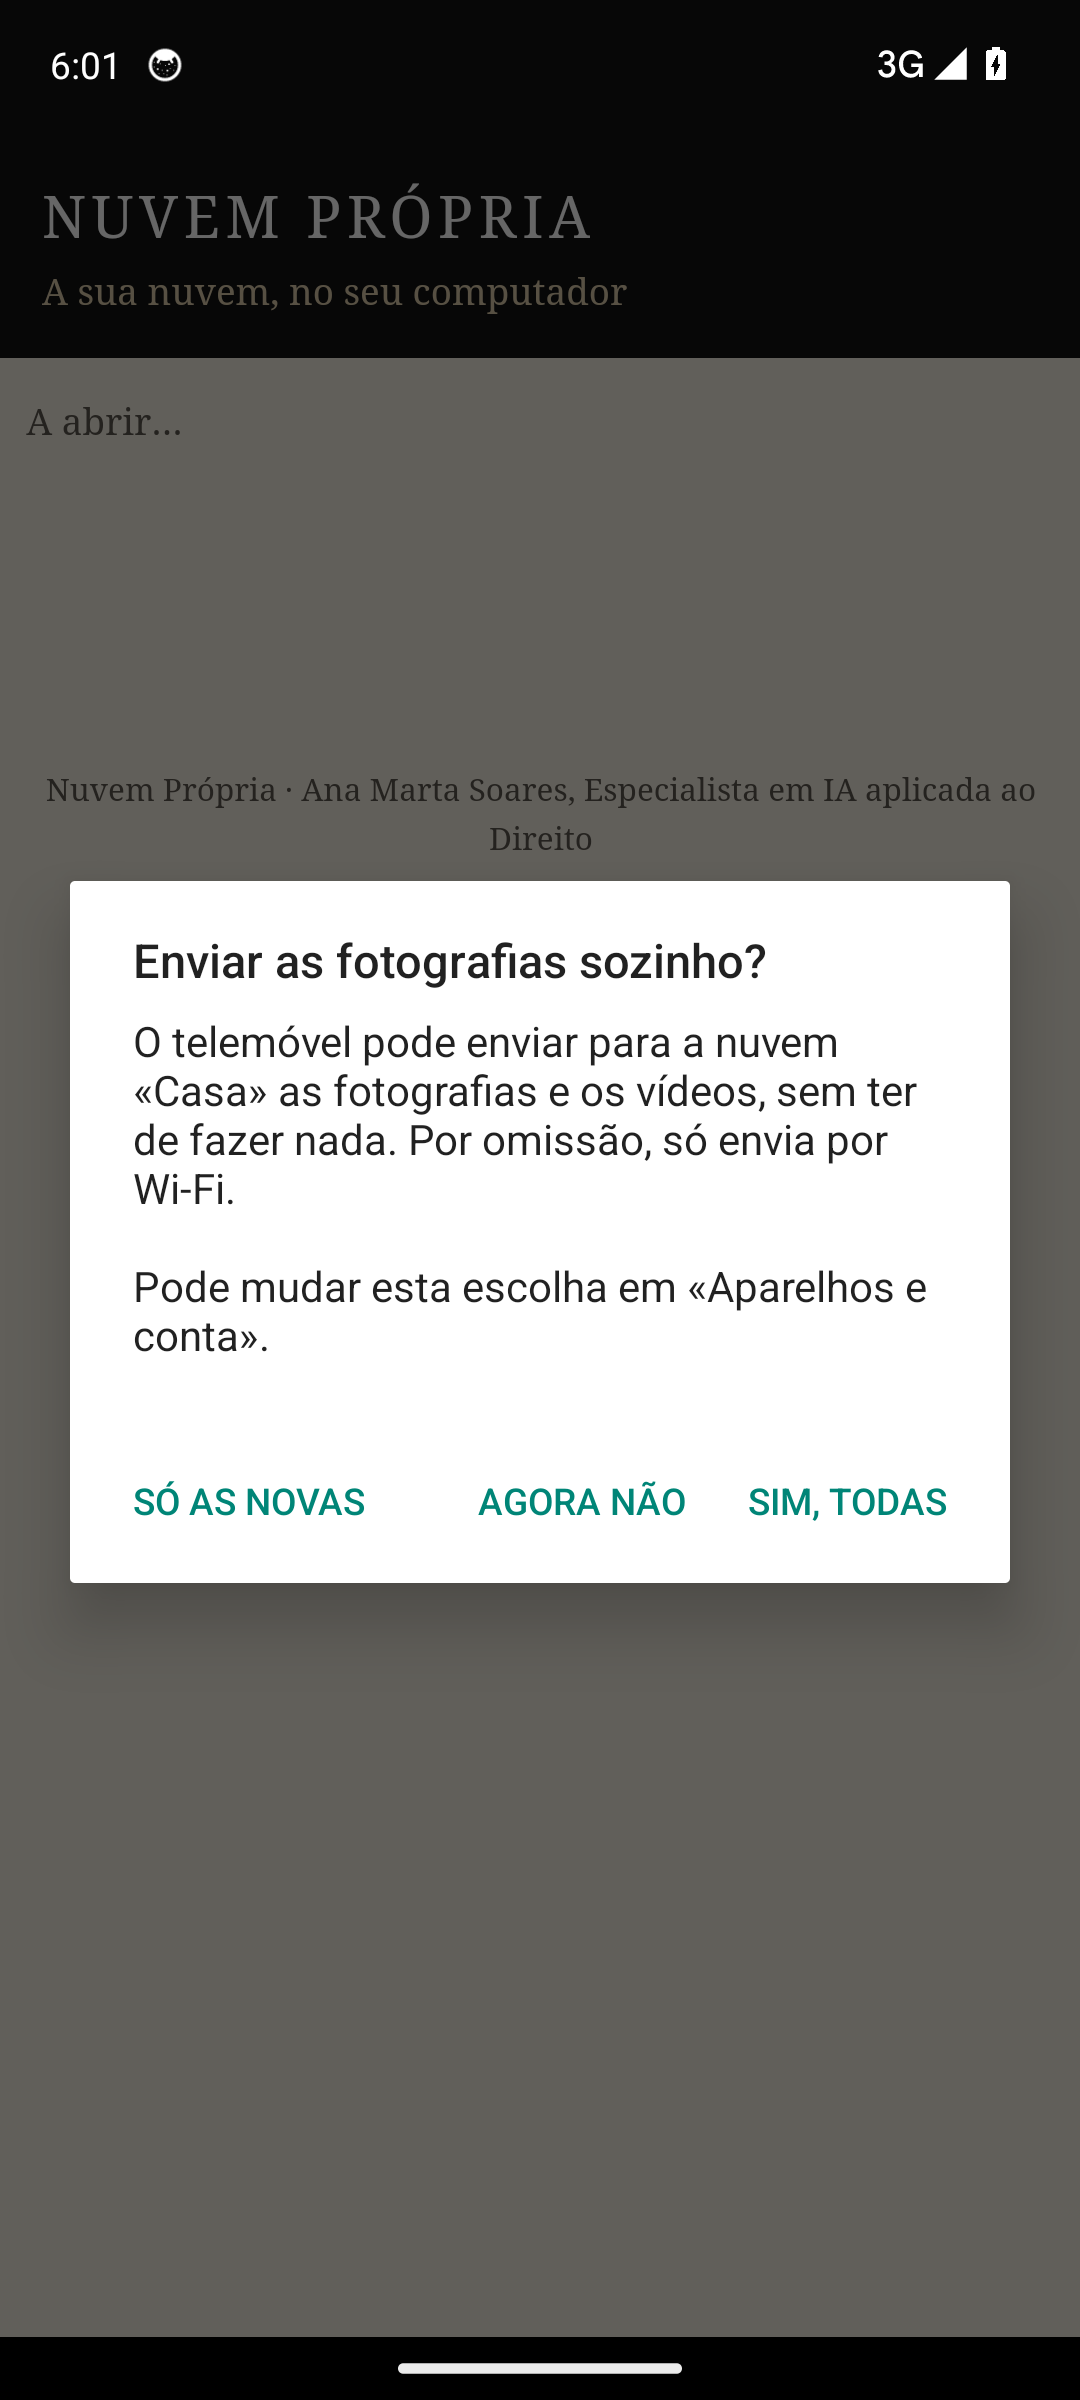 6:01
3G
NUVEM PRÓPRIA
A sua nuvem, no seu computador
A abrir…
Nuvem Própria · Ana Marta Soares, Especialista em IA aplicada ao
Direito
Enviar as fotografias sozinho?
O telemóvel pode enviar para a nuvem
«Casa» as fotografias e os vídeos, sem ter
de fazer nada. Por omissão, só envia por
Wi-Fi.
Pode mudar esta escolha em «Aparelhos e
conta».
SÓ AS NOVAS
AGORA NÃO
SIM, TODAS